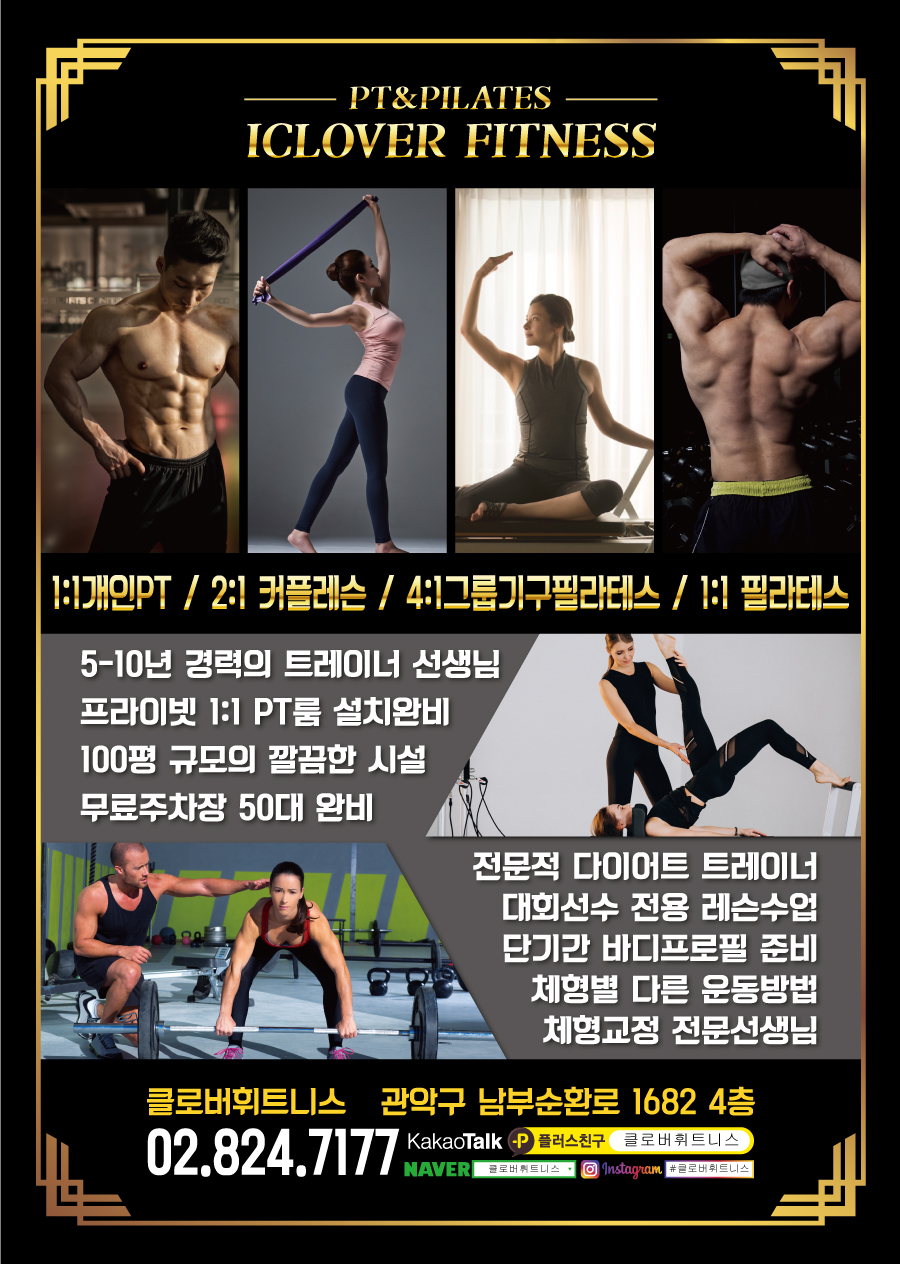 PT&PILATES
ICLOVER FITNESS
1:1개인PT / 2:1 커플레슨 / 4:1그룹기구필라테스 / 1:1 필라테스
5-10년 경력의 트레이너 선생님
프라이빗 1:1 PT룸 설치완비
100평 규모의 깔끔한 시설
무료주차장 50대 완비
전문적 다이어트 트레이너
대회선수 전용 레슨수업
단기간 바디프로필 준비
체형별 다른 운동방법
체형교정 전문선생님
클로버휘트니스 관악구 남부순환로 1682 4층
02.824.7177
KakaoTalk P 플러스친구 클로버휘트니스
NAVER 클로버휘트니스 Instagram #클로버휘트니스